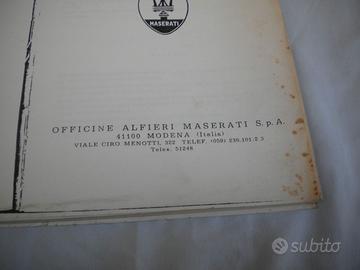 MASERATI
OFFICINE ALFIERI MASERATI S.p.A.
41100 MODENA (Italia)
VIALE CIRO MENOTTI, 322 TELEF. (059) 230.101.2.3
Telex. 51248
subito